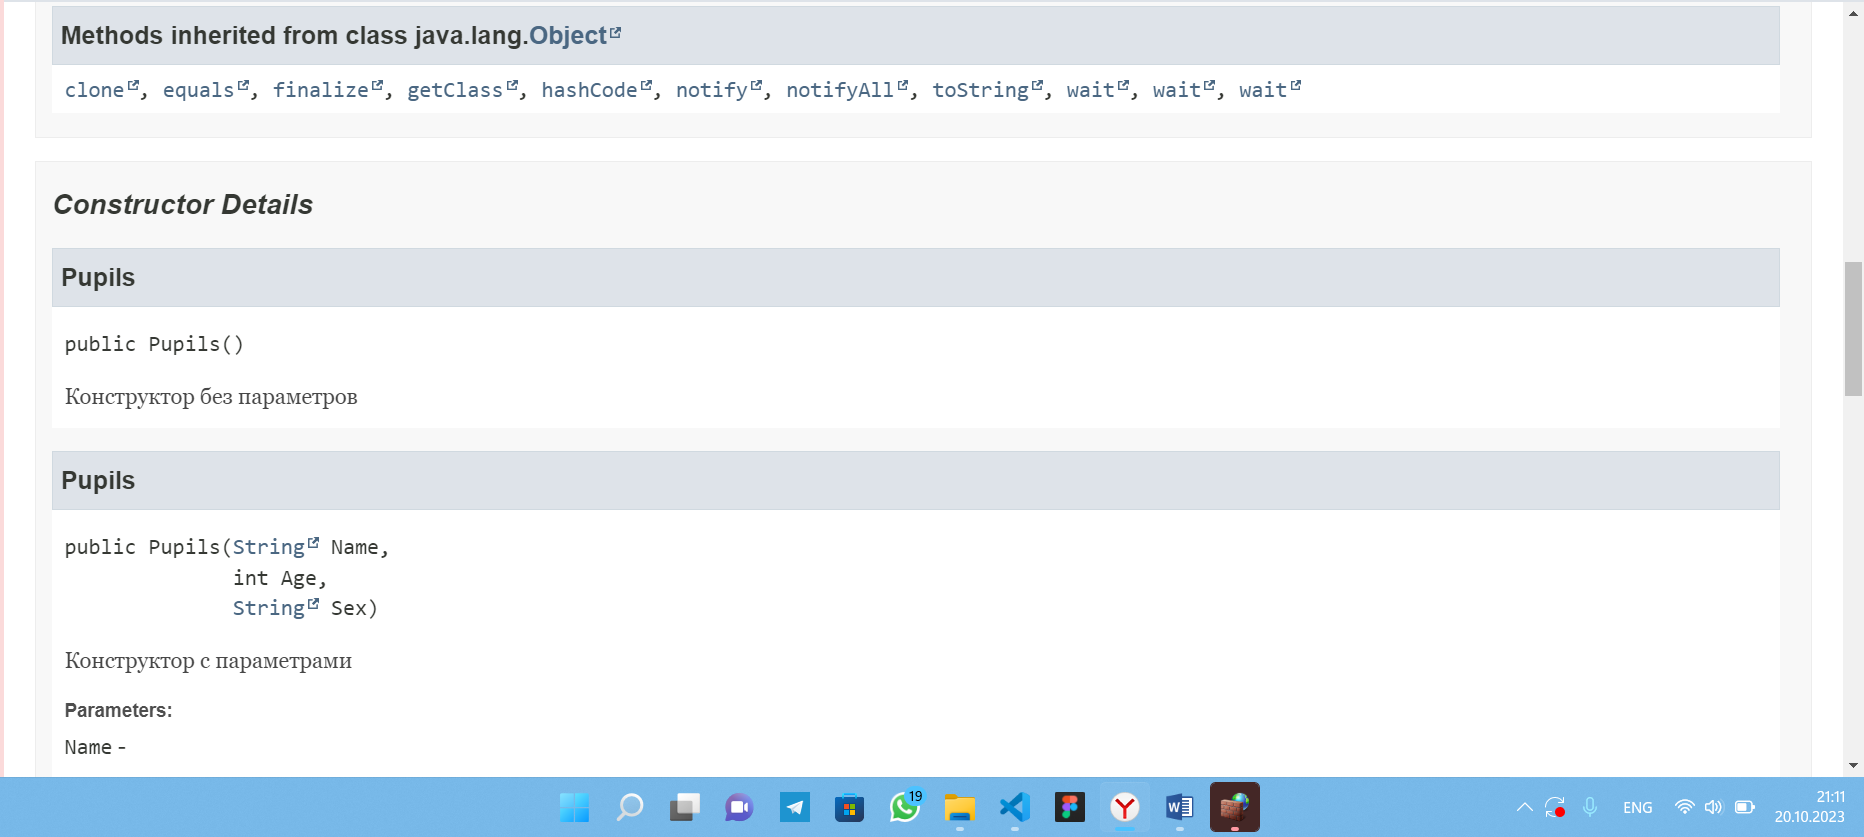 Methods inherited from class java.lang.Object
clone, equals, finalize, getClass, hashCode, notify, notifyAll, toString, wait, wait, wait
Constructor Details
Pupils
public Pupils()
Конструктор без параметров
Pupils
public Pupils(String Name,
int Age,
String Sex)
Конструктор с параметрами
Parameters:
Name -
19
ENG
21:11
20.10.2023